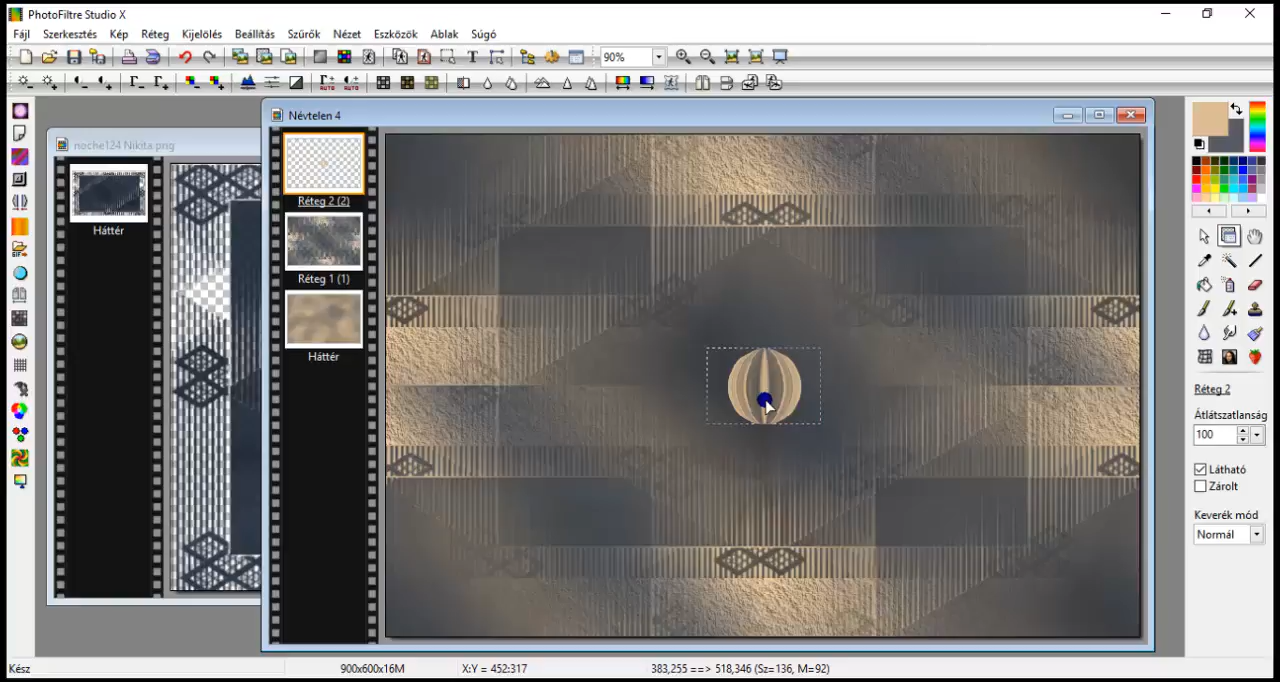 PhotoFiltre Studio X
Fájl Szerkesztés Kép Réteg Kijelölés Beállítás Szűrők Nézet Eszközök Ablak Súgó
90%
AUTO AUTO
noche124 Nikita.png
Háttér
Névtelen 4
Réteg 2 (2)
Réteg 1 (1)
Háttér
Réteg 2
Átlátszatlanság
100
Látható
Zárolt
Keverék mód
Normál
Kész 900x600x16M X:Y = 452:317 383,255 ==> 518,346 (Sz=136, M=92)